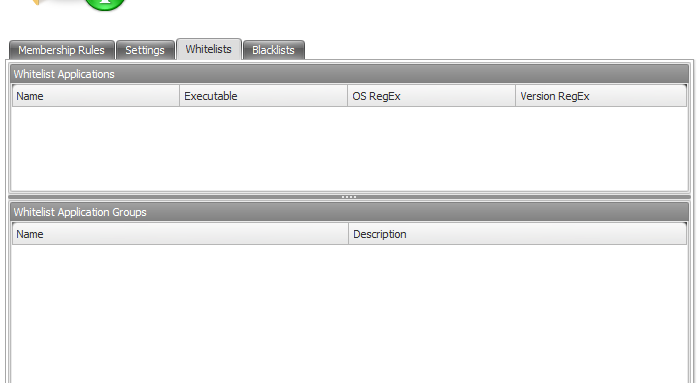 Membership Rules Settings Whitelists Blacklists
Whitelist Applications
Name Executable OS RegEx Version RegEx
Whitelist Application Groups
Name Description